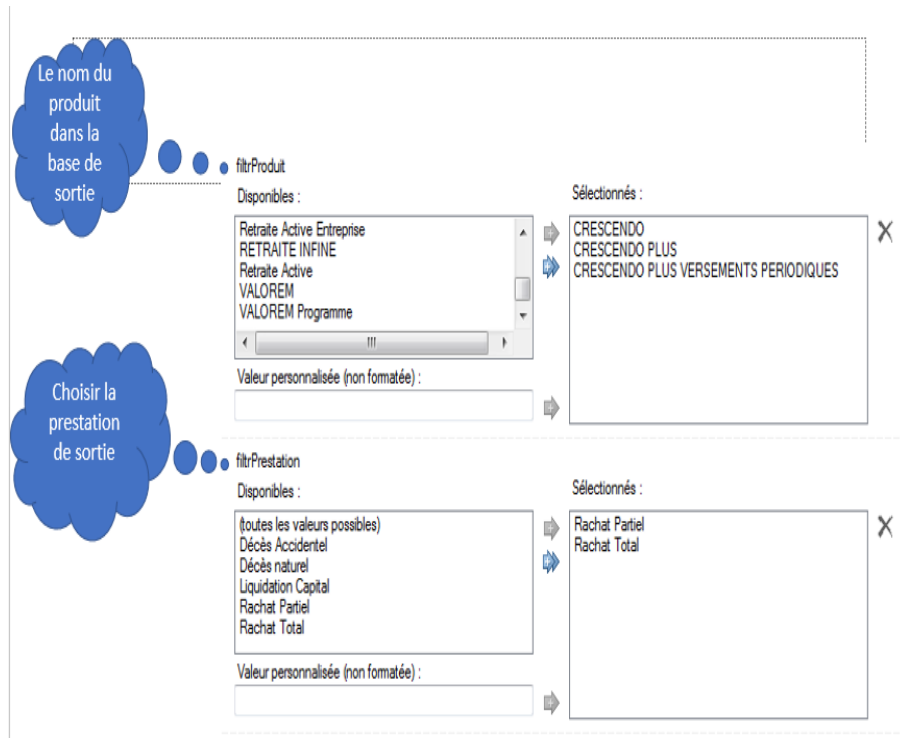 Le nom du
produit
dans la
base de
sortie
filtrProduit
Disponibles :
Sélectionnés :
Retraite Active Entreprise
RETRAITE INFINE
Retraite Active
VALOREM
VALOREM Programme
CRESCENDO
CRESCENDO PLUS
CRESCENDO PLUS VERSEMENTS PERIODIQUES
Valeur personnalisée (non formatée) :
Choisir la
prestation
de sortie
filtrPrestation
Disponibles :
Sélectionnés :
(toutes les valeurs possibles)
Décès Accidentel
Décès naturel
Liquidation Capital
Rachat Partiel
Rachat Total
Rachat Partiel
Rachat Total
Valeur personnalisée (non formatée) :